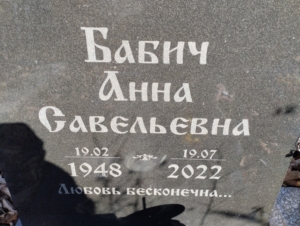 Бабич
Анна
Савельевна
19.02 19.07
1948 2022
Любовь бесконечна...